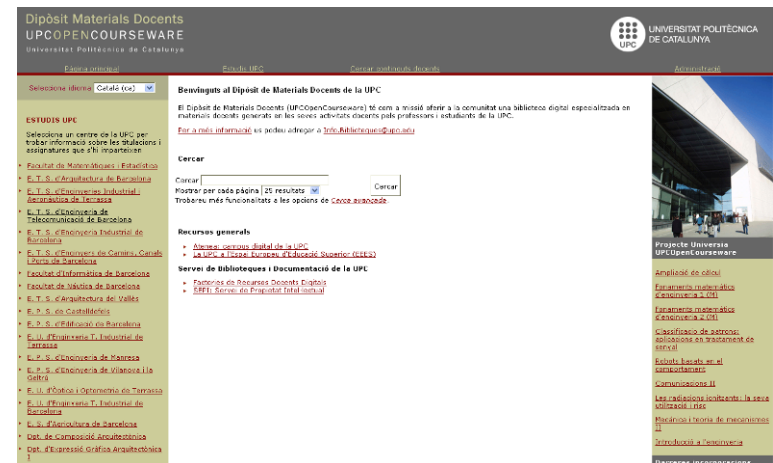 Dipòsit Materials Docents
UPCOPENCOURSEWARE
Universitat Politècnica de Catalunya
UPC
UNIVERSITAT POLITÈCNICA
DE CATALUNYA
Pàgina principal
Estudis UPC
Cercar continguts docents
Administració
Selecciona idioma Català (ca)
ESTUDIS UPC
Selecciona un centre de la UPC per
trobar informació sobre les titulacions i
assignatures que s'hi imparteixen
Facultat de Matemàtiques i Estadística
E. T. S. d'Arquitectura de Barcelona
E. T. S. d'Enginyeries Industrial i
Aeronàutica de Terrassa
E. T. S. d'Enginyeria de
Telecomunicació de Barcelona
E. T. S. d'Enginyeria Industrial de
Barcelona
E. T. S. d'Enginyers de Camins, Canals
i Ports de Barcelona
Facultat d'Informàtica de Barcelona
Facultat de Nàutica de Barcelona
E. T. S. d'Arquitectura del Vallès
E. P. S. de Castelldefels
E. P. S. d'Edificació de Barcelona
E. U. d'Enginyeria T. Industrial de
Terrassa
E. P. S. d'Enginyeria de Manresa
E. P. S. d'Enginyeria de Vilanova i la
Geltrú
E. U. d'Òptica i Optometria de Terrassa
E. U. d'Enginyeria T. Industrial de
Barcelona
E. S. d'Agricultura de Barcelona
Dpt. de Composició Arquitectònica
Dpt. d'Expressió Gràfica Arquitectònica
I
Benvinguts al Dipòsit de Materials Docents de la UPC
El Dipòsit de Materials Docents (UPCOpenCourseware) té com a missió oferir a la comunitat una biblioteca digital especialitzada en
materials docents generats en les seves activitats docents pels professors i estudiants de la UPC.
Per a més informació us podeu adreçar a Info.Biblioteques@upc.edu
Cercar
Cercar
Mostrar per cada pàgina 25 resultats
Cercar
Trobareu més funcionalitats a les opcions de Cerca avançada.
Recursos generals
Atenea: campus digital de la UPC
La UPC a l'Espai Europeu d'Educació Superior (EEES)
Servei de Biblioteques i Documentació de la UPC
Factories de Recursos Docents Digitals
SEPI: Servei de Propietat Intel·lectual
Projecte Universia
UPCOpenCourseware
Ampliació de càlcul
Fonaments matemàtics
d'enginyeria 1 (M)
Fonaments matemàtics
d'enginyeria 2 (M)
Classificació de patrons:
aplicacions en tractament de
senyal
Robots basats en el
comportament
Comunicacions II
Les radiacions ionitzants: la seva
utilització i risc
Mecànica i teoria de mecanismes
II
Introducció a l'enginyeria
Darreres incorporacions